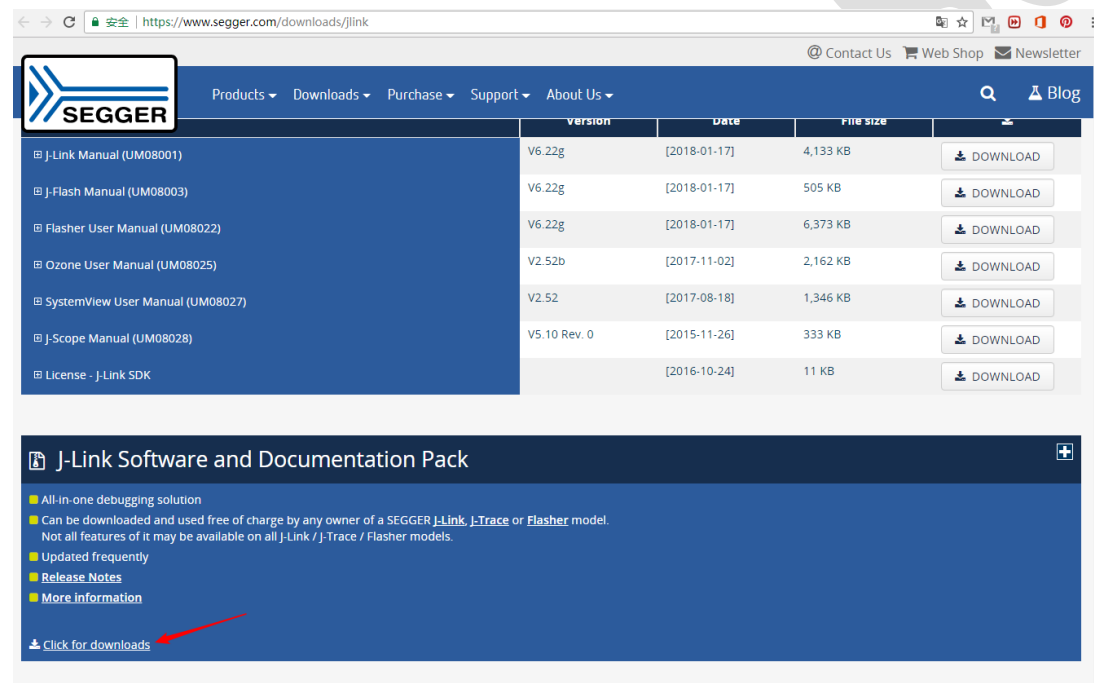 安全 | https://www.segger.com/downloads/jlink
@ Contact Us Web Shop Newsletter
SEGGER
Products Downloads Purchase Support About Us Blog
Version Date File size
J-Link Manual (UM08001) V6.22g [2018-01-17] 4,133 KB DOWNLOAD
J-Flash Manual (UM08003) V6.22g [2018-01-17] 505 KB DOWNLOAD
Flasher User Manual (UM08022) V6.22g [2018-01-17] 6,373 KB DOWNLOAD
Ozone User Manual (UM08025) V2.52b [2017-11-02] 2,162 KB DOWNLOAD
SystemView User Manual (UM08027) V2.52 [2017-08-18] 1,346 KB DOWNLOAD
J-Scope Manual (UM08028) V5.10 Rev. 0 [2015-11-26] 333 KB DOWNLOAD
License - J-Link SDK [2016-10-24] 11 KB DOWNLOAD
J-Link Software and Documentation Pack
All-in-one debugging solution
Can be downloaded and used free of charge by any owner of a SEGGER J-Link, J-Trace or Flasher model.
Not all features of it may be available on all J-Link / J-Trace / Flasher models.
Updated frequently
Release Notes
More information
Click for downloads